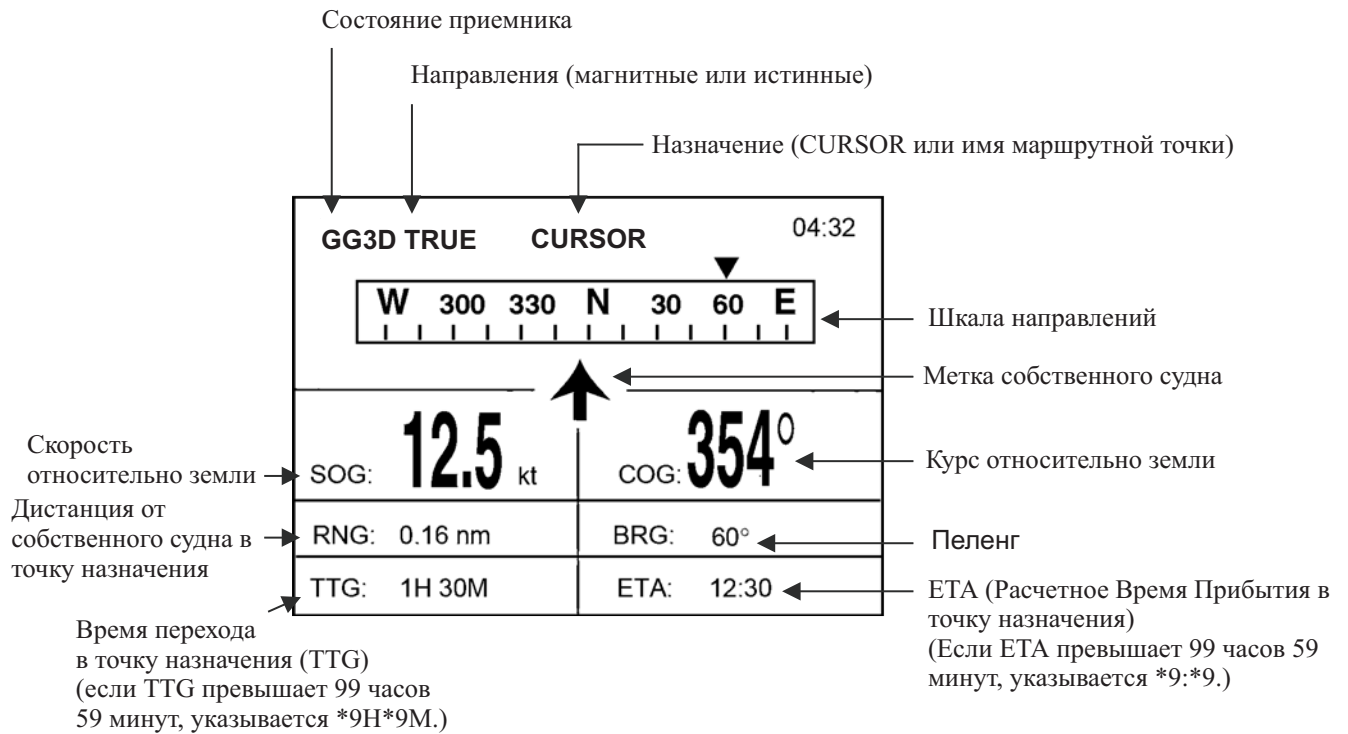 Состояние приемника
Направления (магнитные или истинные)
Назначение (CURSOR или имя маршрутной точки)
GG3D TRUE CURSOR 04:32
W 300 330 N 30 60 E
Шкала направлений
Метка собственного судна
Скорость
относительно земли
SOG: 12.5 kt
COG: 354°
Курс относительно земли
Дистанция от
собственного судна в
точку назначения
RNG: 0.16 nm
BRG: 60°
Пеленг
TTG: 1H 30M
ETA: 12:30
Время перехода
в точку назначения (TTG)
(если TTG превышает 99 часов
59 минут, указывается *9H*9M.)
ETA (Расчетное Время Прибытия в
точку назначения)
(Если ETA превышает 99 часов 59
минут, указывается *9:*9.)